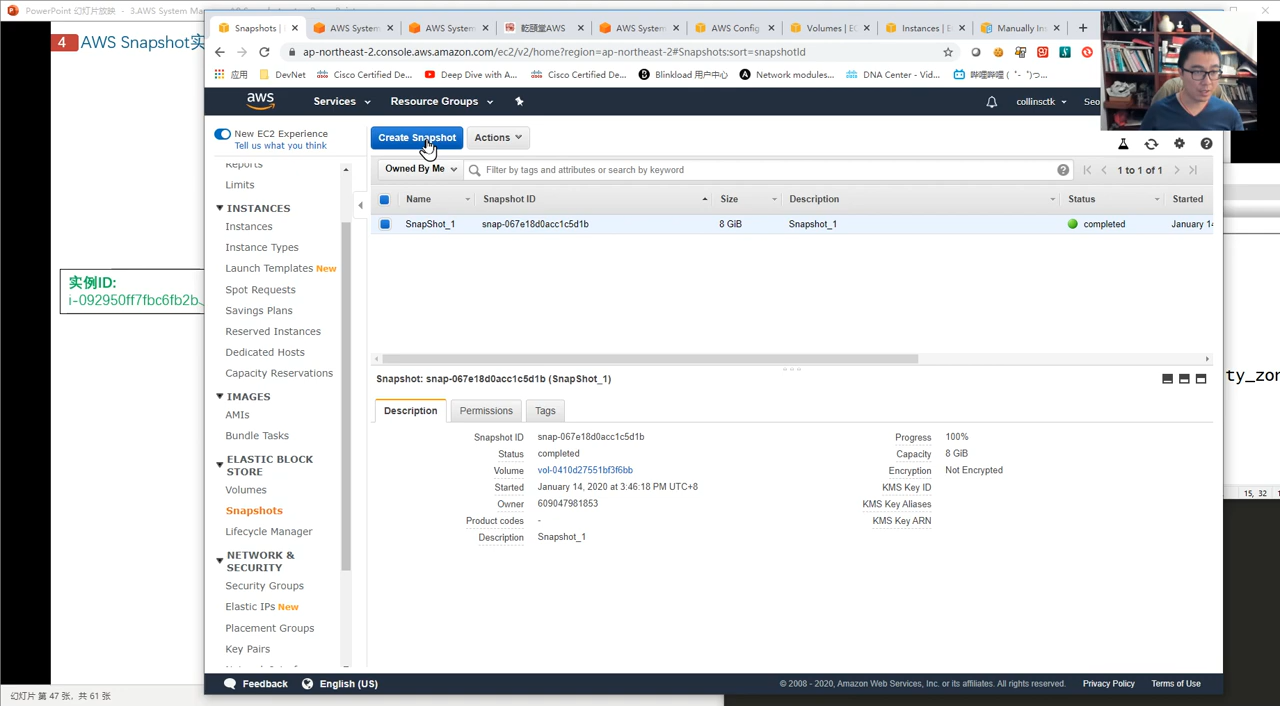 PowerPoint 幻灯片放映 - 3.AWS System Ma
4 AWS Snapshot实
实例ID:
i-092950ff7fbc6fb2b
幻灯片 第 47 张，共 61 张
Snapshots
AWS System
AWS Syste
乾颐堂AWS
AWS System
AWS Config
Volumes | E
Instances | E
Manually In
ap-northeast-2.console.aws.amazon.com/ec2/v2/home?region=ap-northeast-2#Snapshots:sort=snapshotId
应用
DevNet
Cisco Certified De...
Deep Dive with A...
Cisco Certified De...
Blinkload 用户中心
Network modules...
DNA Center - Vid...
哔哩哔哩 ( ゜- ゜)つ...
aws
Services
Resource Groups
collinsctk
Seo
New EC2 Experience
Tell us what you think
Reports
Limits
INSTANCES
Instances
Instance Types
Launch Templates New
Spot Requests
Savings Plans
Reserved Instances
Dedicated Hosts
Capacity Reservations
IMAGES
AMIs
Bundle Tasks
ELASTIC BLOCK
STORE
Volumes
Snapshots
Lifecycle Manager
NETWORK &
SECURITY
Security Groups
Elastic IPs New
Placement Groups
Key Pairs
Create Snapshot
Actions
Owned By Me
Filter by tags and attributes or search by keyword
1 to 1 of 1
Name Snapshot ID Size Description Status Started
SnapShot_1 snap-067e18d0acc1c5d1b 8 GiB Snapshot_1 completed January 14
Snapshot: snap-067e18d0acc1c5d1b (SnapShot_1)
Description
Permissions
Tags
Snapshot ID snap-067e18d0acc1c5d1b
Status completed
Volume vol-0410d27551bf3f6bb
Started January 14, 2020 at 3:46:18 PM UTC+8
Owner 609047981853
Product codes -
Description Snapshot_1
Progress 100%
Capacity 8 GiB
Encryption Not Encrypted
KMS Key ID
KMS Key Aliases
KMS Key ARN
ty_zon
15, 32
Feedback
English (US)
© 2008 - 2020, Amazon Web Services, Inc. or its affiliates. All rights reserved.
Privacy Policy
Terms of Use